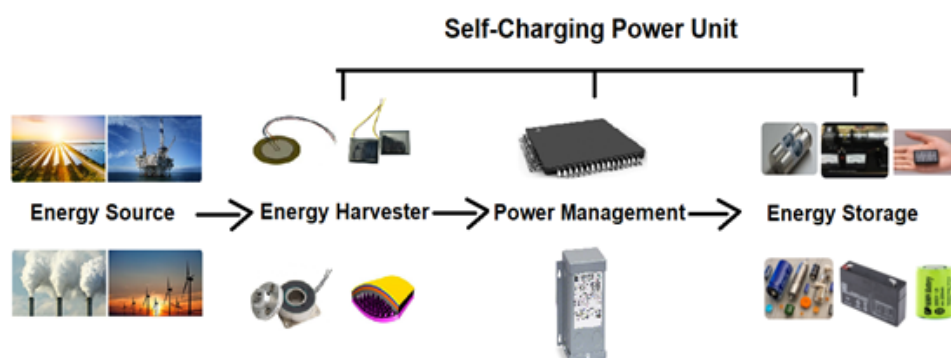 Self-Charging Power Unit
Energy Source
Energy Harvester
Power Management
Energy Storage